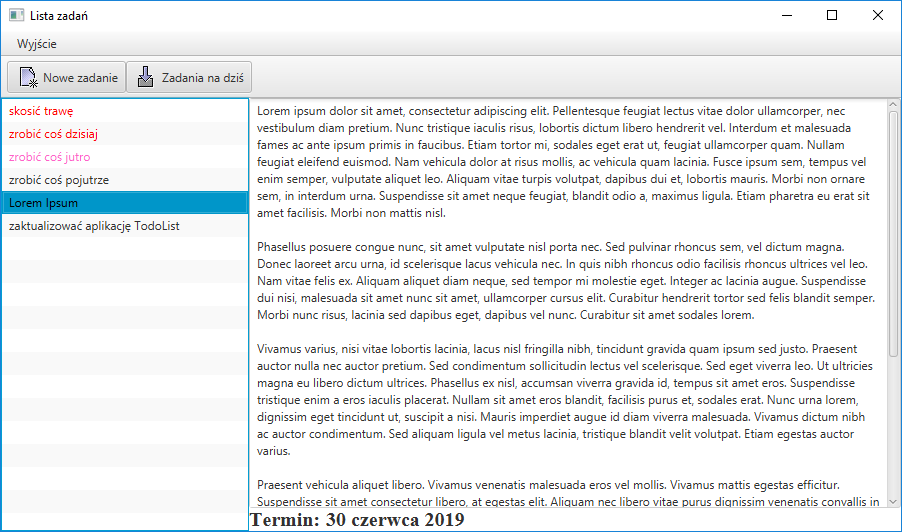 Lista zadań
Wyjście
Nowe zadanie
Zadania na dziś
skosić trawę
zrobić coś dzisiaj
zrobić coś jutro
zrobić coś pojutrze
Lorem Ipsum
zaktualizować aplikację TodoList
Lorem ipsum dolor sit amet, consectetur adipiscing elit. Pellentesque feugiat lectus vitae dolor ullamcorper, nec
vestibulum diam pretium. Nunc tristique iaculis risus, lobortis dictum libero hendrerit vel. Interdum et malesuada
fames ac ante ipsum primis in faucibus. Etiam tortor mi, sodales eget erat ut, feugiat ullamcorper quam. Nullam
feugiat eleifend euismod. Nam vehicula dolor at risus mollis, ac vehicula quam lacinia. Fusce ipsum sem, tempus vel
enim semper, vulputate aliquet leo. Aliquam vitae turpis volutpat, dapibus dui et, lobortis mauris. Morbi non ornare
sem, in interdum urna. Suspendisse sit amet neque feugiat, blandit odio a, maximus ligula. Etiam pharetra eu erat sit
amet facilisis. Morbi non mattis nisl.
Phasellus posuere congue nunc, sit amet vulputate nisl porta nec. Sed pulvinar rhoncus sem, vel dictum magna.
Donec laoreet arcu urna, id scelerisque lacus vehicula nec. In quis nibh rhoncus odio facilisis rhoncus ultrices vel leo.
Nam vitae felis ex. Aliquam aliquet diam neque, sed tempor mi molestie eget. Integer ac lacinia augue. Suspendisse
dui nisi, malesuada sit amet nunc sit amet, ullamcorper cursus elit. Curabitur hendrerit tortor sed felis blandit semper.
Morbi nunc risus, lacinia sed dapibus eget, dapibus vel nunc. Curabitur sit amet sodales lorem.
Vivamus varius, nisi vitae lobortis lacinia, lacus nisl fringilla nibh, tincidunt gravida quam ipsum sed justo. Praesent
auctor nulla nec auctor pretium. Sed condimentum sollicitudin lectus vel scelerisque. Sed eget viverra leo. Ut ultricies
magna eu libero dictum ultrices. Phasellus ex nisl, accumsan viverra gravida id, tempus sit amet eros. Suspendisse
tristique enim a eros iaculis placerat. Nullam sit amet eros blandit, facilisis purus et, sodales erat. Nunc urna lorem,
dignissim eget tincidunt ut, suscipit a nisi. Mauris imperdiet augue id diam viverra malesuada. Vivamus dictum nibh
ac auctor condimentum. Sed aliquam ligula vel metus lacinia, tristique blandit velit volutpat. Etiam egestas auctor
varius.
Praesent vehicula aliquet libero. Vivamus venenatis malesuada eros vel mollis. Vivamus mattis egestas efficitur.
Suspendisse sit amet consectetur libero, at egestas elit. Aliquam nec libero vitae purus dignissim venenatis convallis in
Termin: 30 czerwca 2019